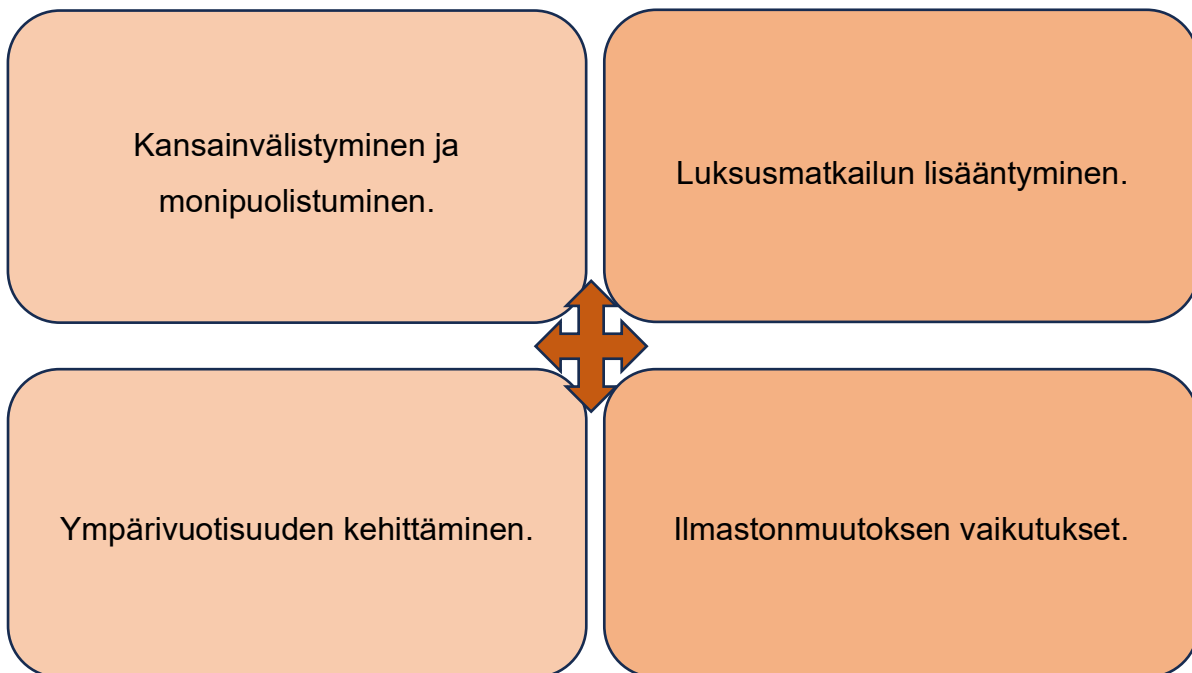 Kansainvälistyminen ja
monipuolistuminen.
Luksusmatkailun lisääntyminen.
Ympärivuotisuuden kehittäminen.
Ilmastonmuutoksen vaikutukset.